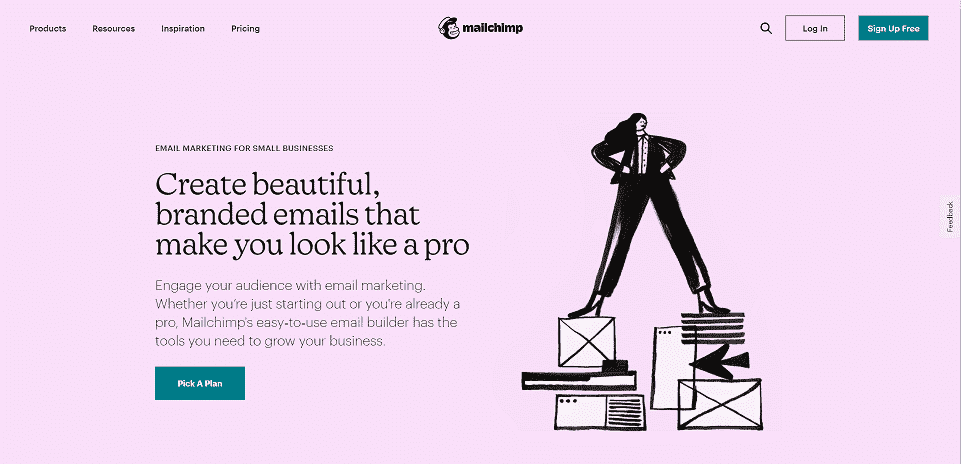 Products Resources Inspiration Pricing mailchimp Log In Sign Up Free
EMAIL MARKETING FOR SMALL BUSINESSES
Create beautiful,
branded emails that
make you look like a pro
Feedback
Engage your audience with email marketing.
Whether you're just starting out or you're already a
pro, Mailchimp's easy-to-use email builder has the
tools you need to grow your business.
Pick A Plan